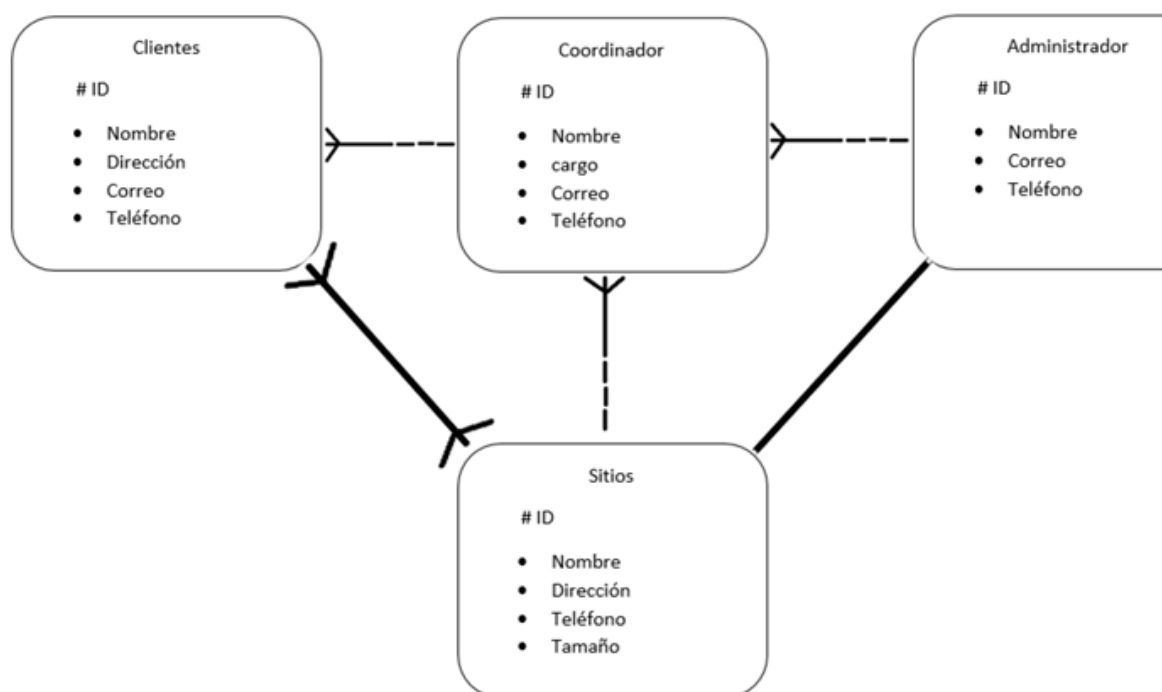 Clientes
# ID
• Nombre
• Dirección
• Correo
• Teléfono
Coordinador
# ID
• Nombre
• cargo
• Correo
• Teléfono
Administrador
# ID
• Nombre
• Correo
• Teléfono
Sitios
# ID
• Nombre
• Dirección
• Teléfono
• Tamaño